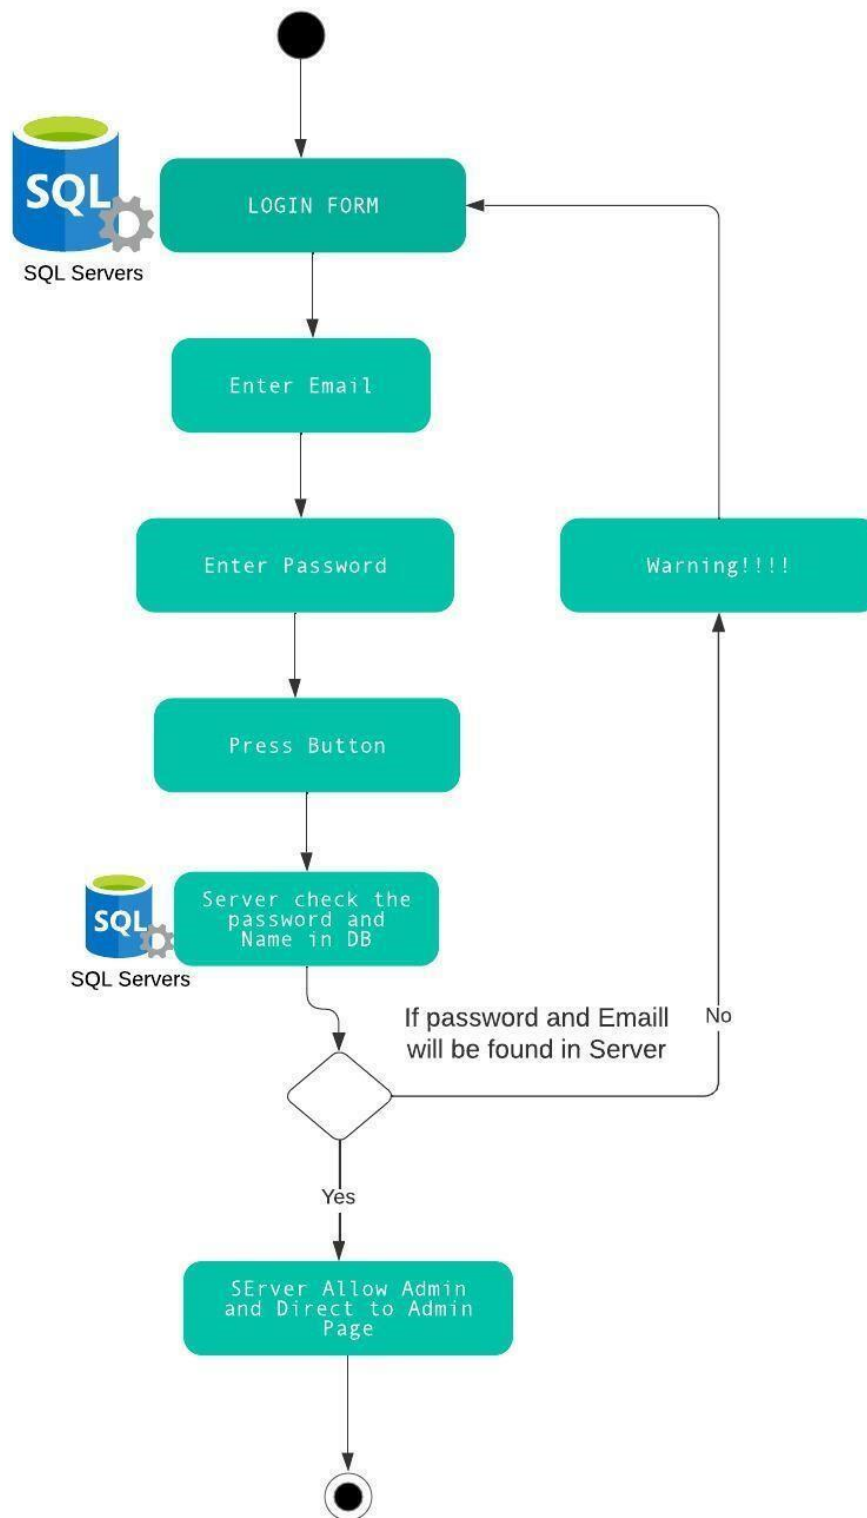 SQL
SQL Servers
LOGIN FORM
Enter Email
Enter Password
Warning!!!!
Press Button
SQL
SQL Servers
Server check the
password and
Name in DB
If password and Emaill
will be found in Server
No
Yes
SErver Allow Admin
and Direct to Admin
Page